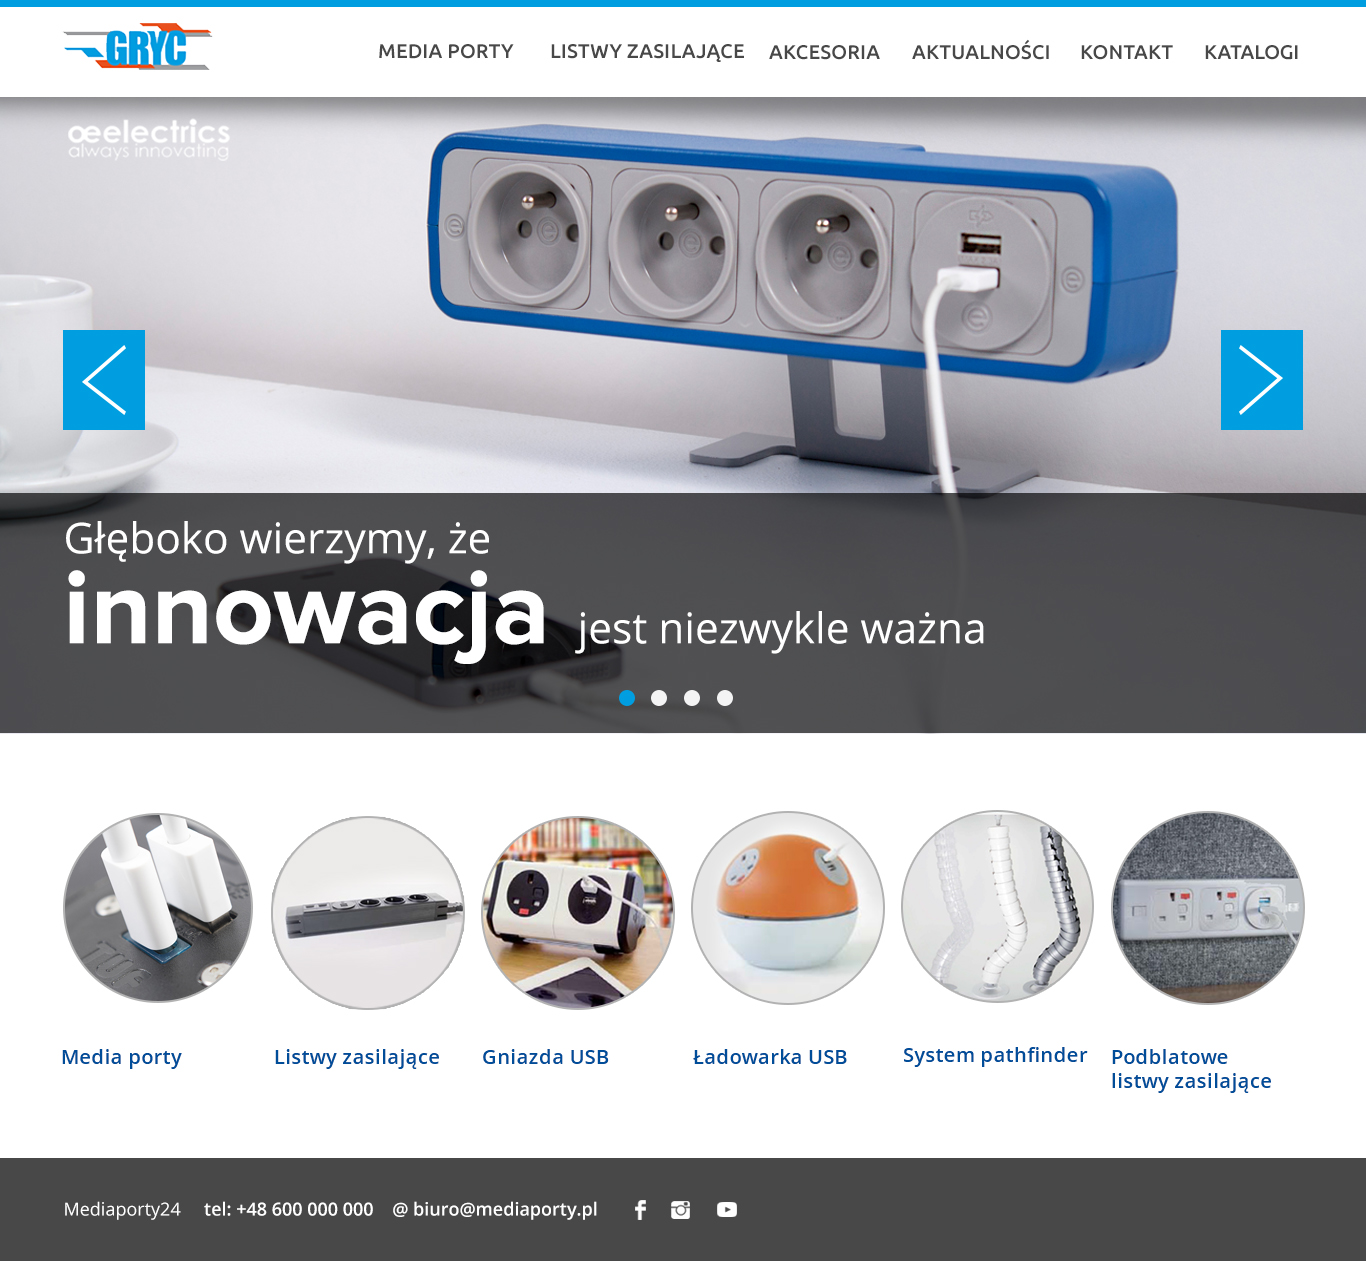 GRYC
MEDIA PORTY
LISTWY ZASILAJĄCE
AKCESORIA
AKTUALNOŚCI
KONTAKT
KATALOGI
oeelectrics
always innovating
Głęboko wierzymy, że
innowacja jest niezwykle ważna
Media porty
Listwy zasilające
Gniazda USB
Ładowarka USB
System pathfinder
Podblatowe
listwy zasilające
Mediaporty24 tel: +48 600 000 000 @ biuro@mediaporty.pl